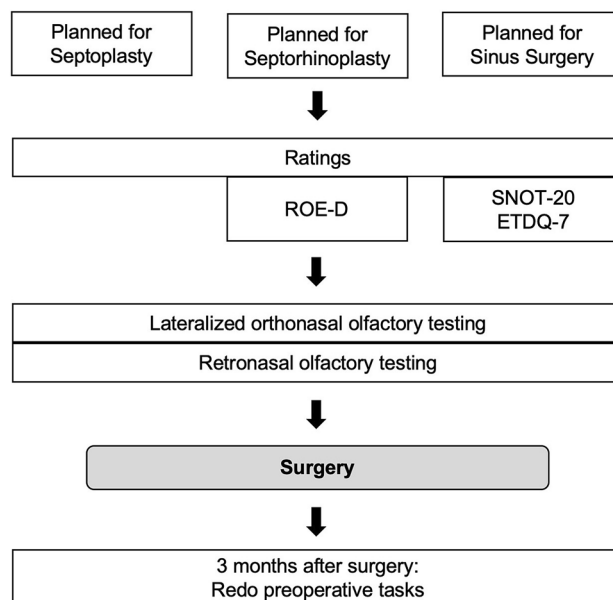 Planned for
Septoplasty
Planned for
Septorhinoplasty
Planned for
Sinus Surgery
Ratings
ROE-D
SNOT-20
ETDQ-7
Lateralized orthonasal olfactory testing
Retronasal olfactory testing
Surgery
3 months after surgery:
Redo preoperative tasks